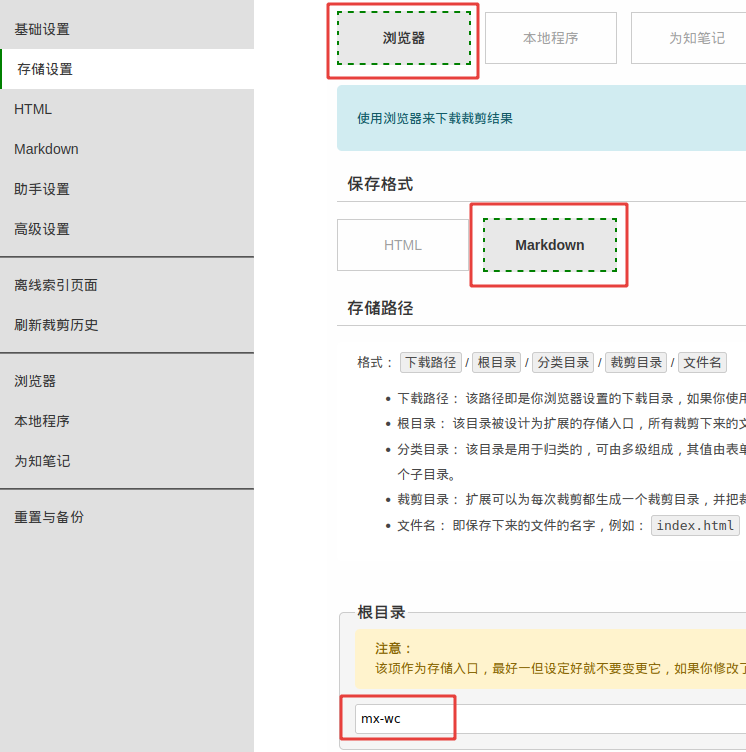 基础设置
存储设置
HTML
Markdown
助手设置
高级设置
离线索引页面
刷新裁剪历史
浏览器
本地程序
为知笔记
重置与备份
浏览器 本地程序 为知笔记
使用浏览器来下载裁剪结果
保存格式
HTML Markdown
存储路径
格式： 下载路径 / 根目录 / 分类目录 / 裁剪目录 / 文件名
• 下载路径： 该路径即是你浏览器设置的下载目录，如果你使用
• 根目录： 该目录被设计为扩展的存储入口，所有裁剪下来的文
• 分类目录： 该目录是用于归类的，可由多级组成，其值由表单
个子目录。
• 裁剪目录： 扩展可以为每次裁剪都生成一个裁剪目录，并把裁
• 文件名： 即保存下来的文件的名字，例如： index.html
根目录
注意：
该项作为存储入口，最好一但设定好就不要变更它，如果你修改了
mx-wc